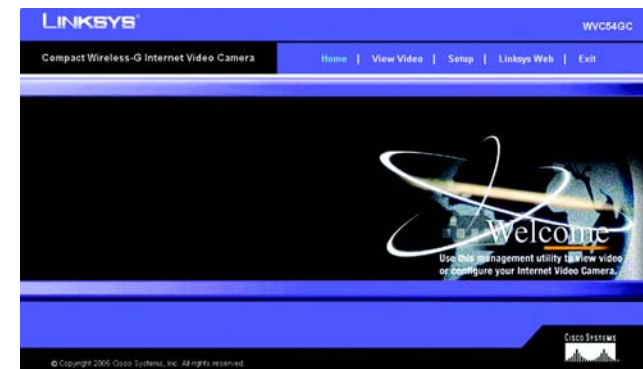 LINKSYS®
WVC54GC
Compact Wireless-G Internet Video Camera
Home | View Video | Setup | Linksys Web | Exit
Welcome
Use this management utility to view video
or configure your Internet Video Camera.
CISCO SYSTEMS
© Copyright 2005 Cisco Systems, Inc. All rights reserved.